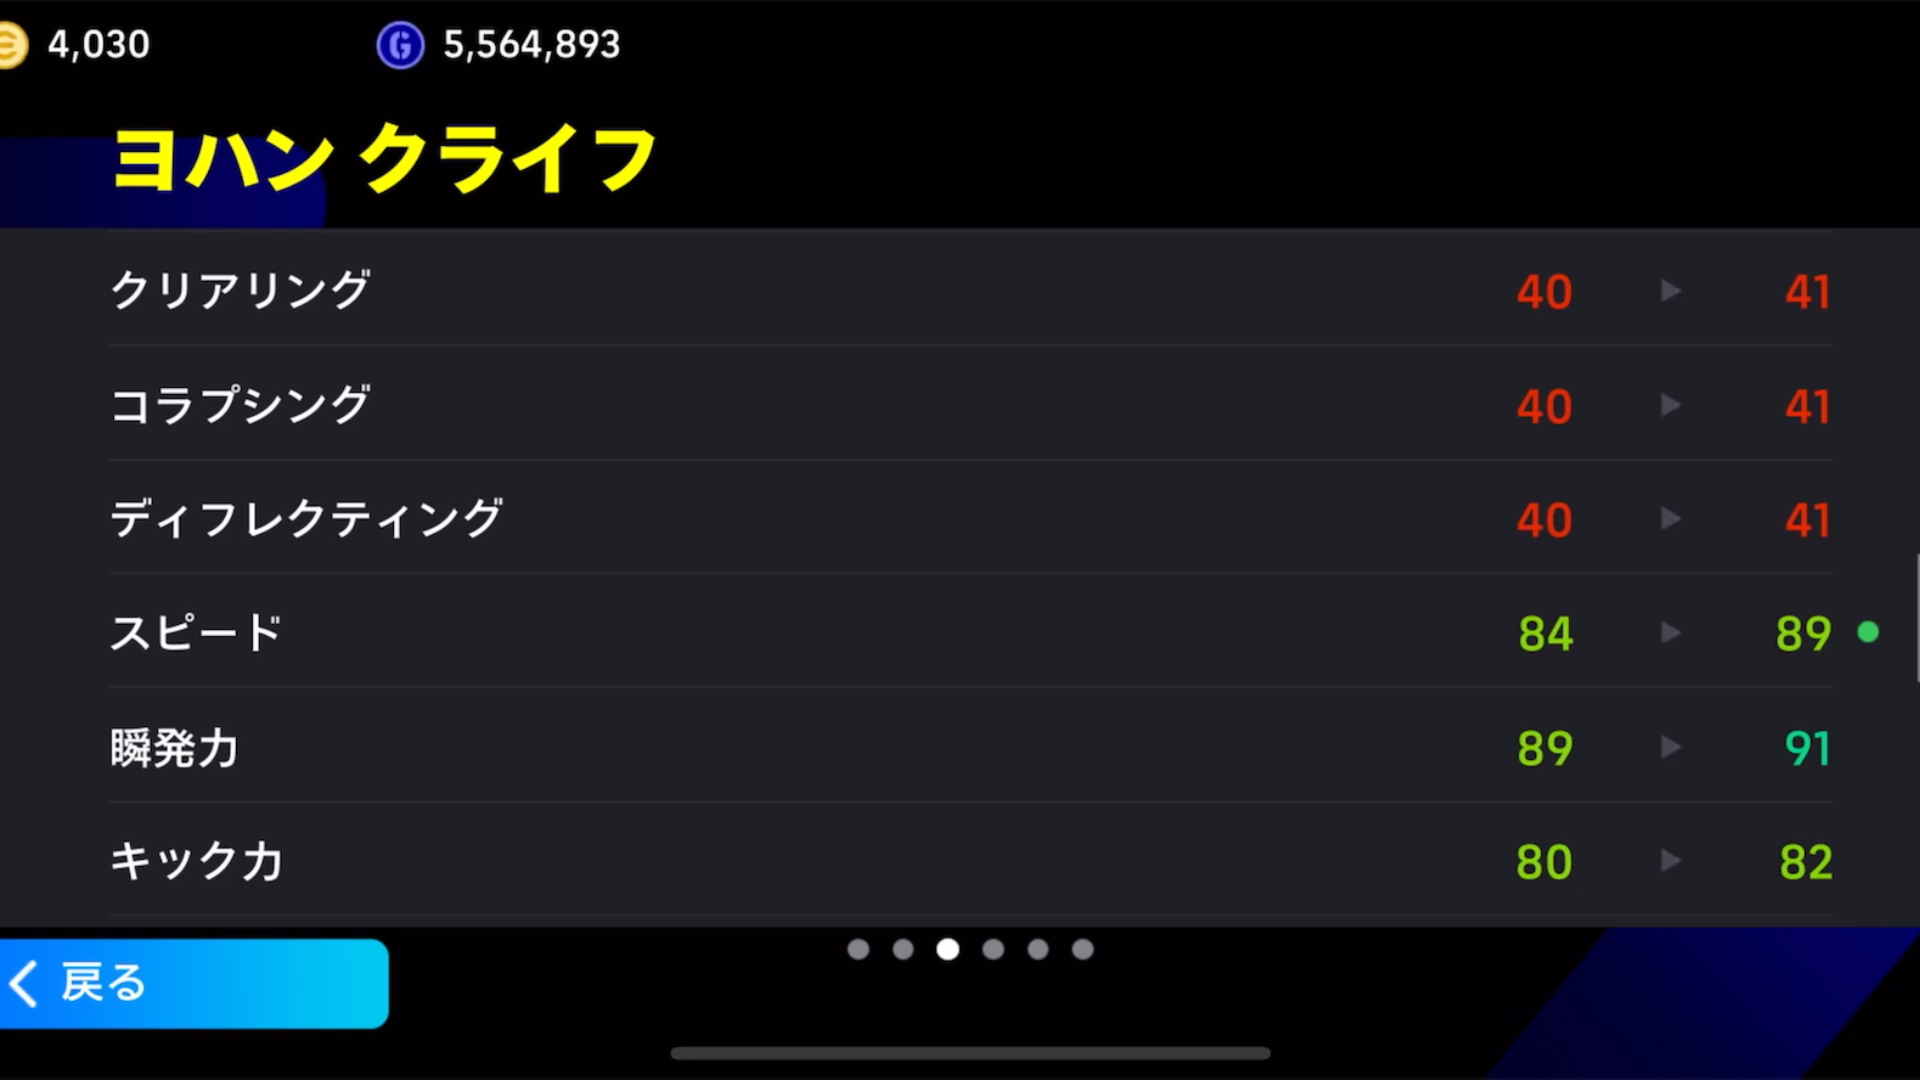 4,030 5,564,893
ヨハン クライフ
クリアリング 40 ▶ 41
コラプシング 40 ▶ 41
ディフレクティング 40 ▶ 41
スピード 84 ▶ 89
瞬発力 89 ▶ 91
キック力 80 ▶ 82
戻る